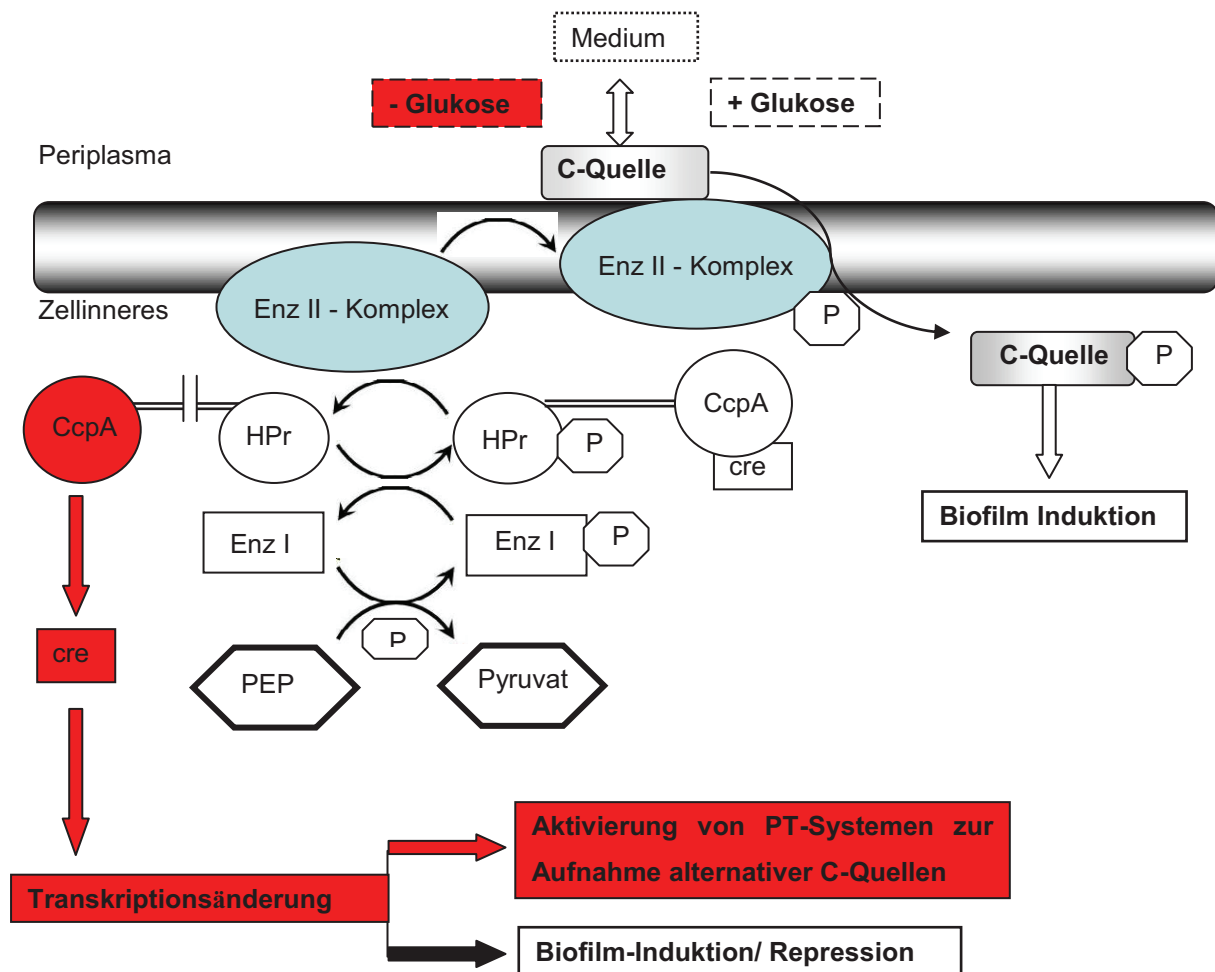 Medium
- Glukose
+ Glukose
Periplasma
C-Quelle
Enz II - Komplex
Enz II - Komplex
Zellinneres
P
C-Quelle
P
CcpA
HPr
HPr
P
CcpA
cre
Biofilm Induktion
Enz I
Enz I
P
cre
P
PEP
Pyruvat
Aktivierung von PT-Systemen zur
Aufnahme alternativer C-Quellen
Transkriptionsänderung
Biofilm-Induktion/ Repression